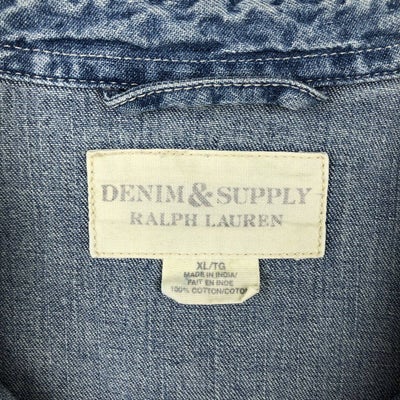 DENIM & SUPPLY
RALPH LAUREN
XL/TG
MADE IN INDIA/
FAIT EN INDE
100% COTTON/COTON